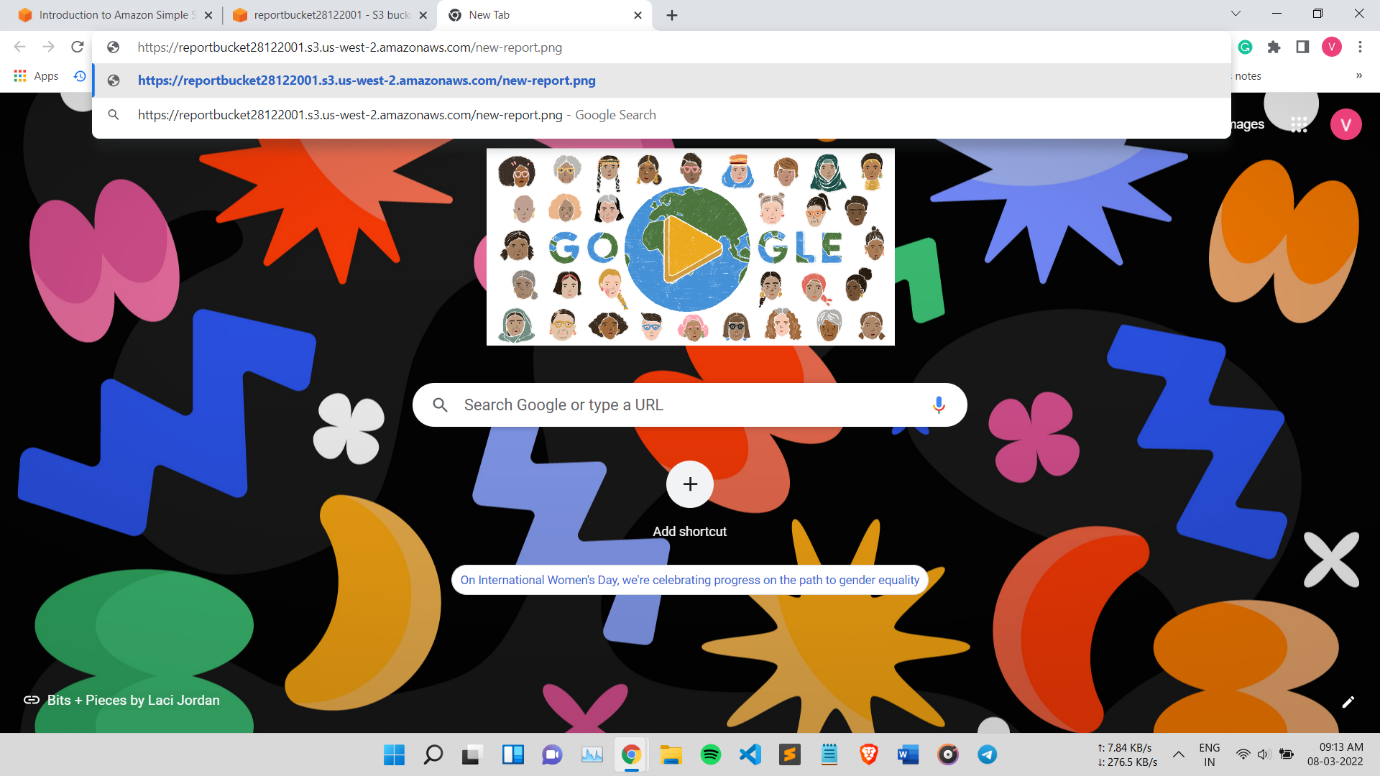 Introduction to Amazon Simple S
reportbucket28122001 - S3 buck
New Tab
https://reportbucket28122001.s3.us-west-2.amazonaws.com/new-report.png
V
Apps
https://reportbucket28122001.s3.us-west-2.amazonaws.com/new-report.png
notes
»
https://reportbucket28122001.s3.us-west-2.amazonaws.com/new-report.png - Google Search
mages
V
GO GLE
Search Google or type a URL
Add shortcut
On International Women's Day, we're celebrating progress on the path to gender equality
Bits + Pieces by Laci Jordan
↑: 7.84 KB/s
↓: 276.5 KB/s
ENG
IN
09:13 AM
08-03-2022